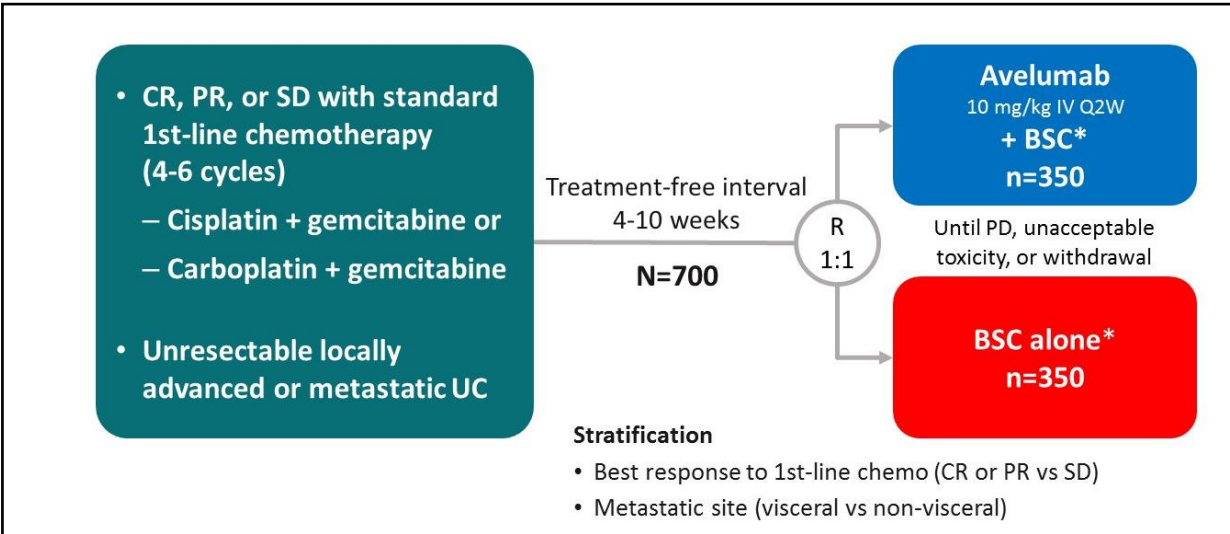 • CR, PR, or SD with standard
1st-line chemotherapy
(4-6 cycles)
– Cisplatin + gemcitabine or
– Carboplatin + gemcitabine
• Unresectable locally
advanced or metastatic UC
Treatment-free interval
4-10 weeks
N=700
R
1:1
Avelumab
10 mg/kg IV Q2W
+ BSC*
n=350
Until PD, unacceptable
toxicity, or withdrawal
BSC alone*
n=350
Stratification
• Best response to 1st-line chemo (CR or PR vs SD)
• Metastatic site (visceral vs non-visceral)